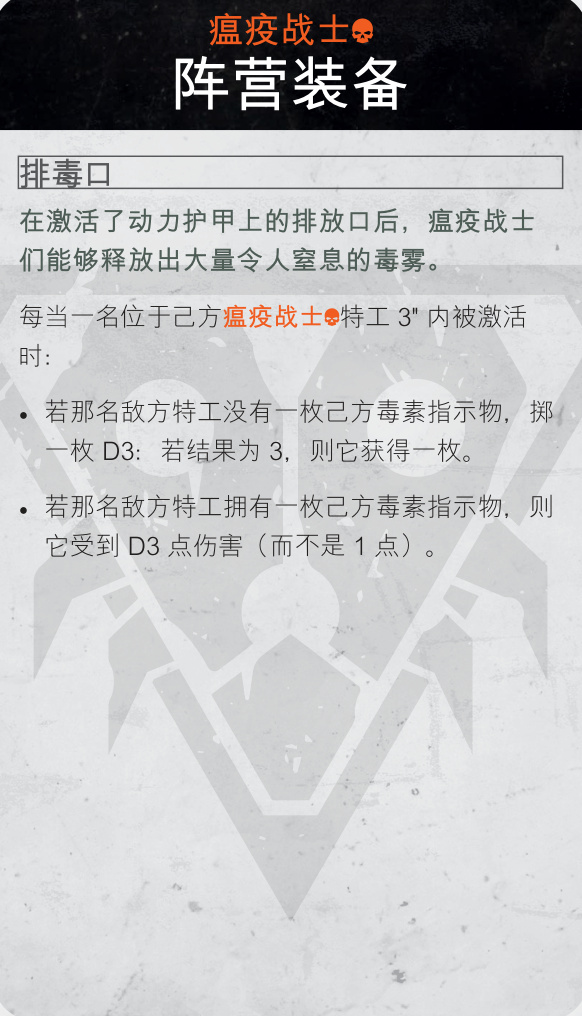 瘟疫战士
阵营装备
排毒口
在激活了动力护甲上的排放口后，瘟疫战士
们能够释放出大量令人窒息的毒雾。
每当一名位于己方瘟疫战士特工 3" 内被激活
时:
• 若那名敌方特工没有一枚己方毒素指示物，掷
一枚 D3: 若结果为 3，则它获得一枚。
• 若那名敌方特工拥有一枚己方毒素指示物，则
它受到 D3 点伤害（而不是 1 点）。